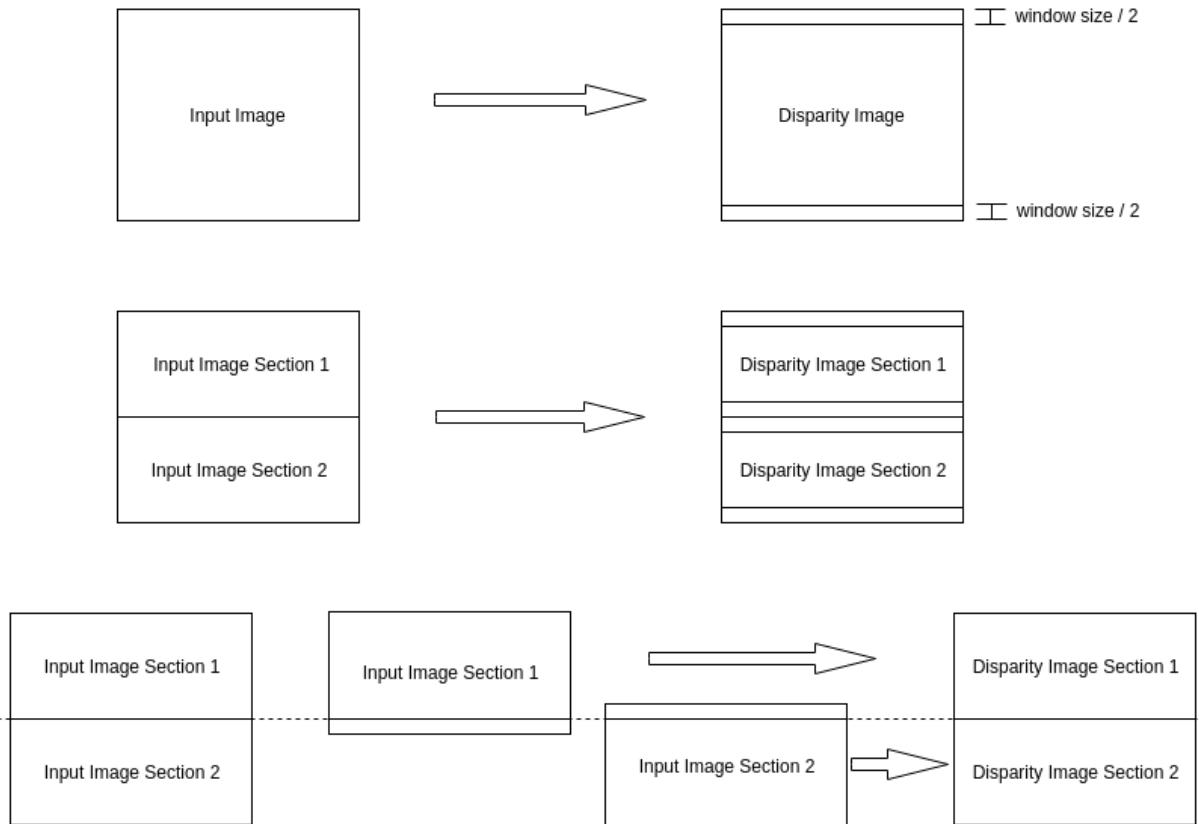 window size / 2
Input Image
Disparity Image
window size / 2
Input Image Section 1
Disparity Image Section 1
Input Image Section 2
Disparity Image Section 2
Input Image Section 1
Input Image Section 1
Disparity Image Section 1
Input Image Section 2
Input Image Section 2
Disparity Image Section 2